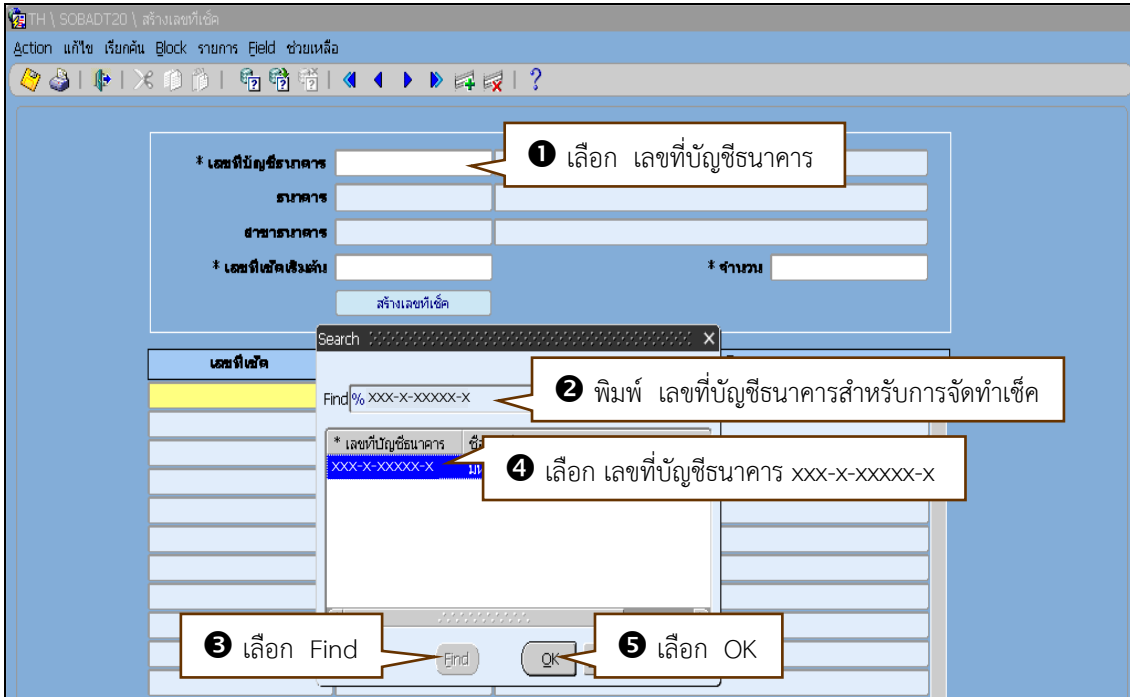 TH \ SOBADT20 \ สร้างเลขที่เช็ค
Action แก้ไข เรียกค้น Block รายการ Field ช่วยเหลือ
* เลขที่บัญชีธนาคาร
❶ เลือก เลขที่บัญชีธนาคาร
ธนาคาร
สาขาธนาคาร
* เลขที่เช็คเริ่มต้น
* จำนวน
สร้างเลขที่เช็ค
Search
เลขที่เช็ค
Find % XXX-X-XXXXX-X
❷ พิมพ์ เลขที่บัญชีธนาคารสำหรับการจัดทำเช็ค
* เลขที่บัญชีธนาคาร
XXX-X-XXXXX-X
❹ เลือก เลขที่บัญชีธนาคาร xxx-x-xxxxx-x
❸ เลือก Find
Find
OK
❺ เลือก OK